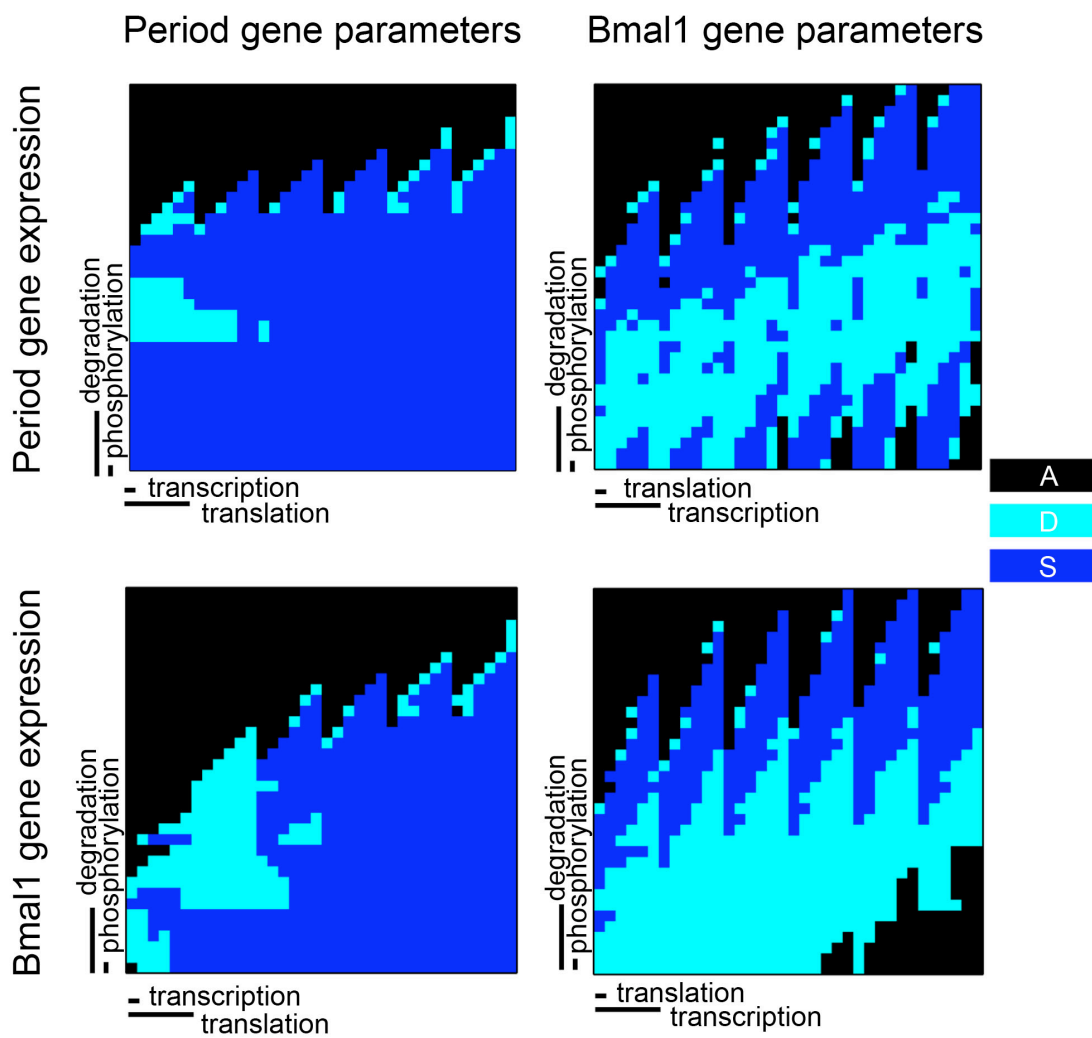 Period gene parameters
Bmal1 gene parameters
Period gene expression
degradation
phosphorylation
transcription
translation
degradation
phosphorylation
translation
transcription
A
D
S
Bmal1 gene expression
degradation
phosphorylation
transcription
translation
degradation
phosphorylation
translation
transcription